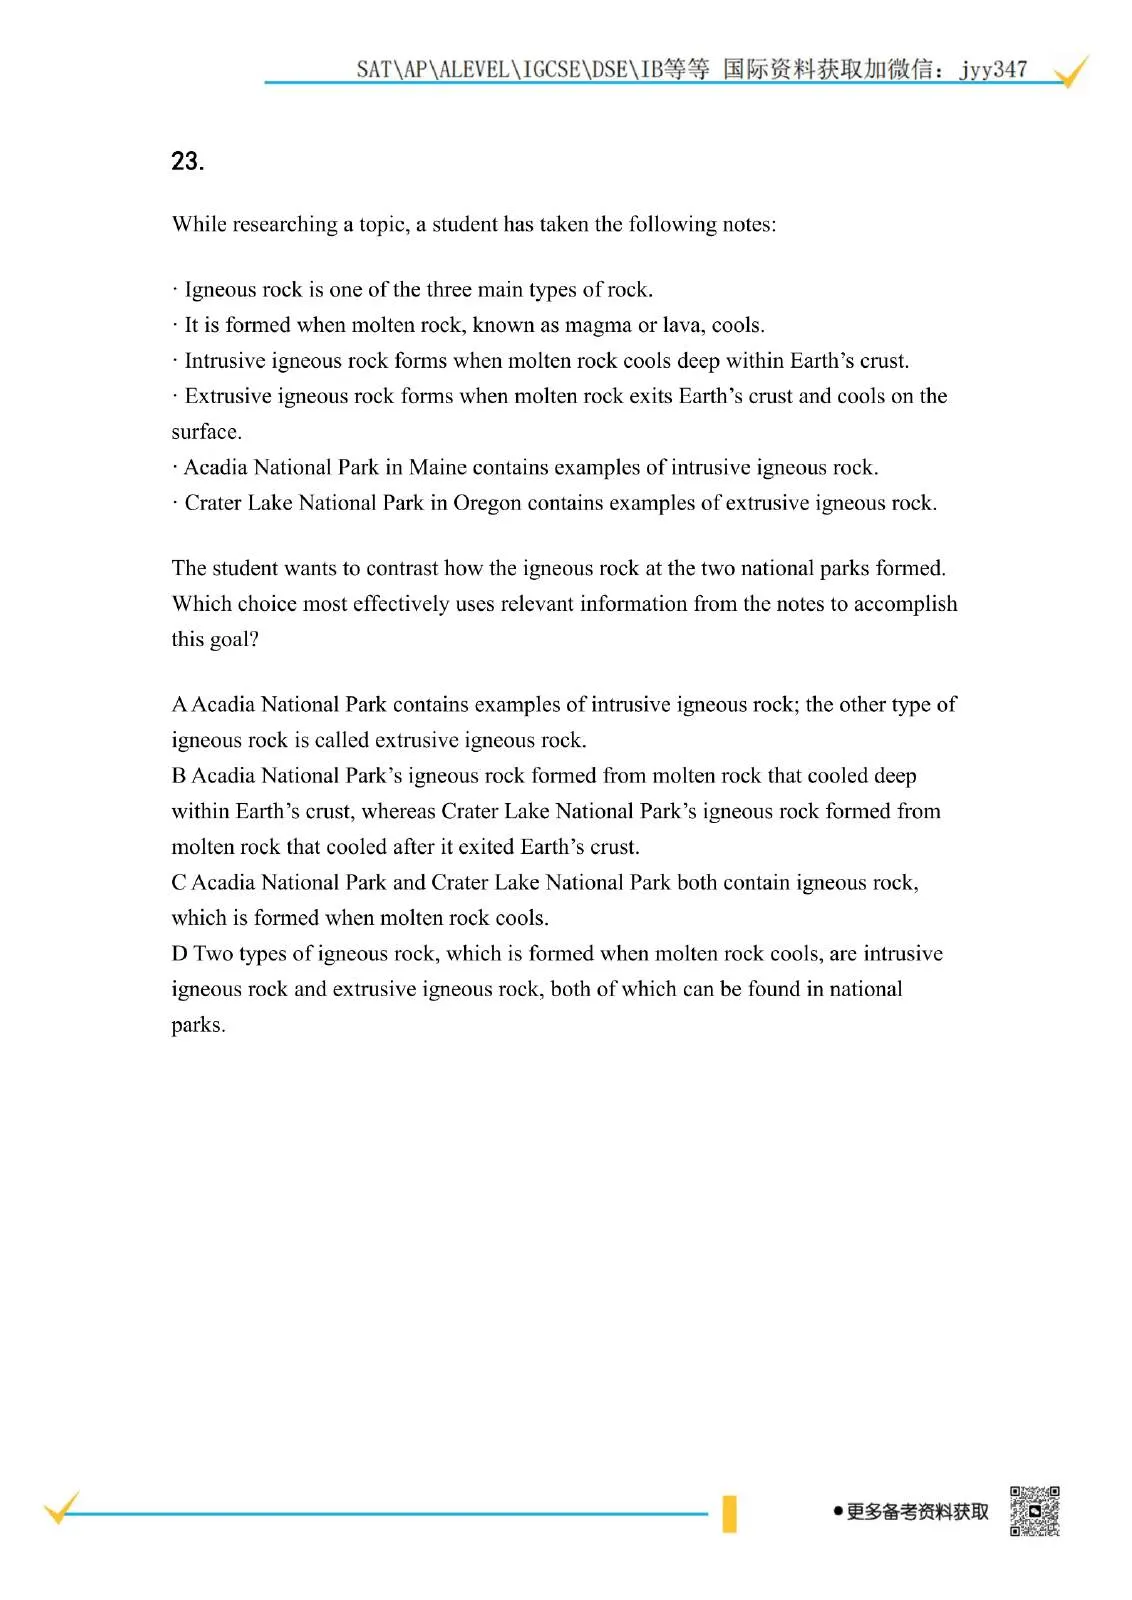 SAT\AP\ALEVEL\IGCSE\DSE\IB等等 国际资料获取加微信：jyy347
23.
While researching a topic, a student has taken the following notes:
· Igneous rock is one of the three main types of rock.
· It is formed when molten rock, known as magma or lava, cools.
· Intrusive igneous rock forms when molten rock cools deep within Earth’s crust.
· Extrusive igneous rock forms when molten rock exits Earth’s crust and cools on the
surface.
· Acadia National Park in Maine contains examples of intrusive igneous rock.
· Crater Lake National Park in Oregon contains examples of extrusive igneous rock.
The student wants to contrast how the igneous rock at the two national parks formed.
Which choice most effectively uses relevant information from the notes to accomplish
this goal?
A Acadia National Park contains examples of intrusive igneous rock; the other type of
igneous rock is called extrusive igneous rock.
B Acadia National Park’s igneous rock formed from molten rock that cooled deep
within Earth’s crust, whereas Crater Lake National Park’s igneous rock formed from
molten rock that cooled after it exited Earth’s crust.
C Acadia National Park and Crater Lake National Park both contain igneous rock,
which is formed when molten rock cools.
D Two types of igneous rock, which is formed when molten rock cools, are intrusive
igneous rock and extrusive igneous rock, both of which can be found in national
parks.
●更多备考资料获取